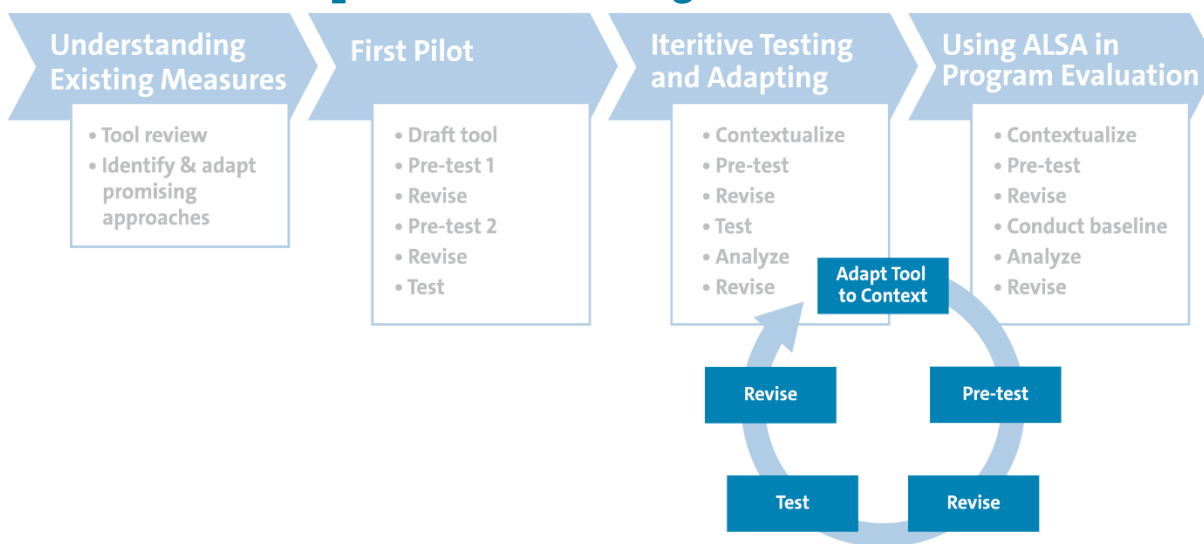 Understanding
Existing Measures
• Tool review
• Identify & adapt
promising
approaches
First Pilot
• Draft tool
• Pre-test 1
• Revise
• Pre-test 2
• Revise
• Test
Iteritive Testing
and Adapting
• Contextualize
• Pre-test
• Revise
• Test
• Analyze
• Revise
Using ALSA in
Program Evaluation
• Contextualize
• Pre-test
• Revise
• Conduct baseline
• Analyze
• Revise
Adapt Tool
to Context
Pre-test
Revise
Test
Revise